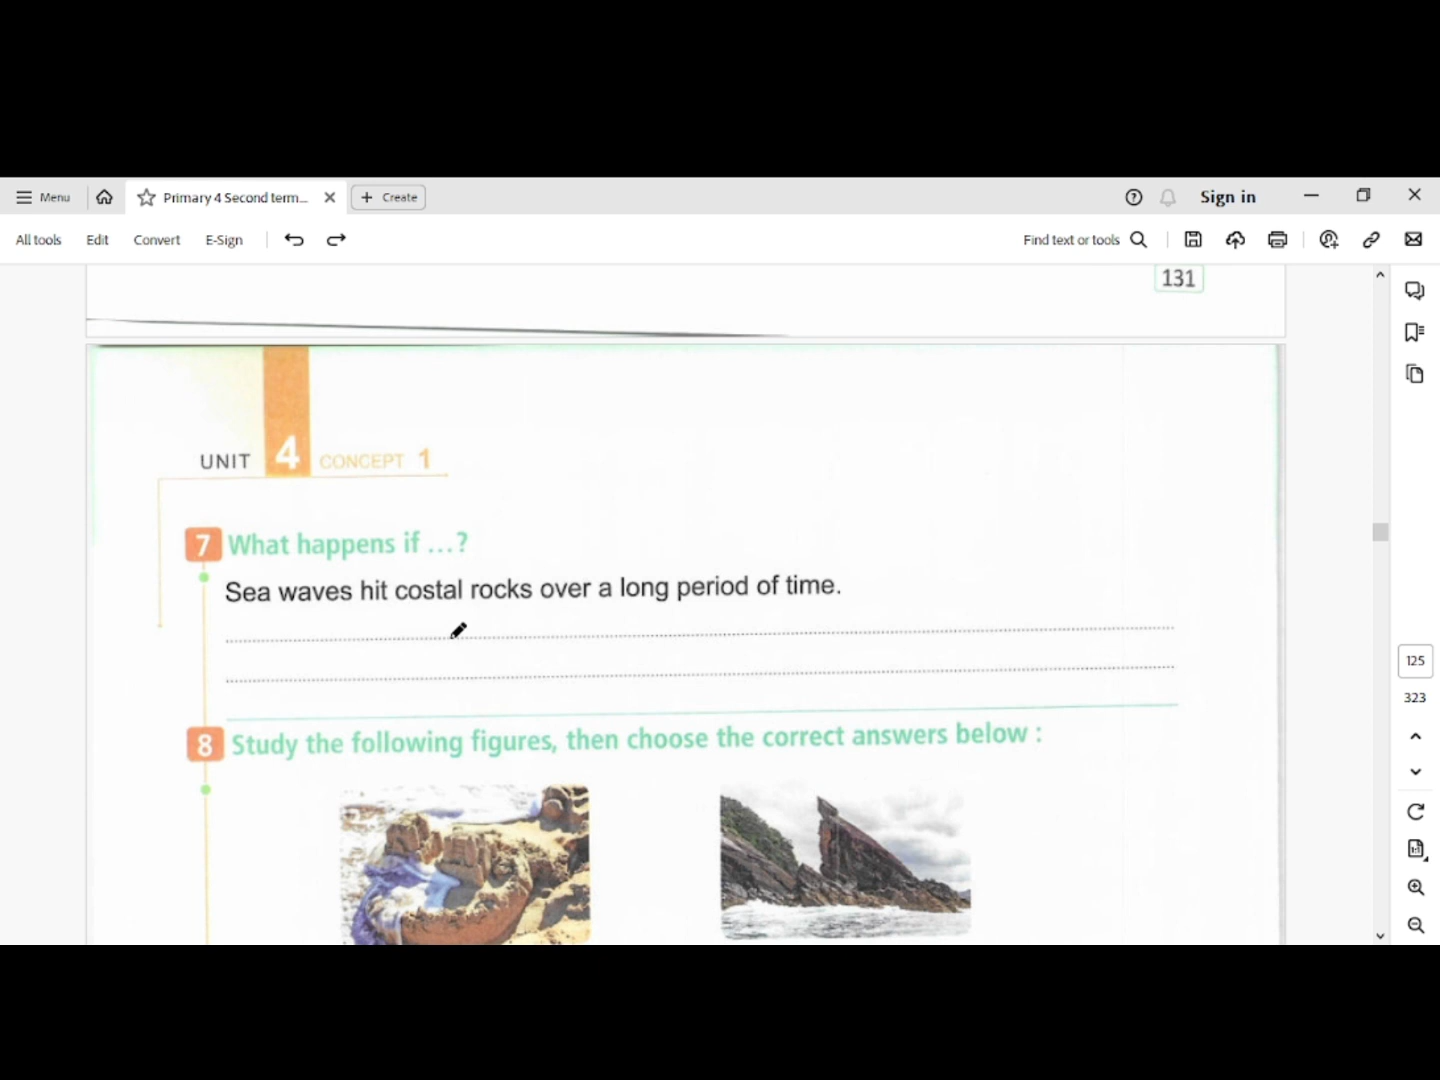 Menu
Primary 4 Second term...
Create
Sign in
All tools
Edit
Convert
E-Sign
Find text or tools
131
UNIT 4 CONCEPT 1
7 What happens if ...?
Sea waves hit costal rocks over a long period of time.
8 Study the following figures, then choose the correct answers below :
125
323